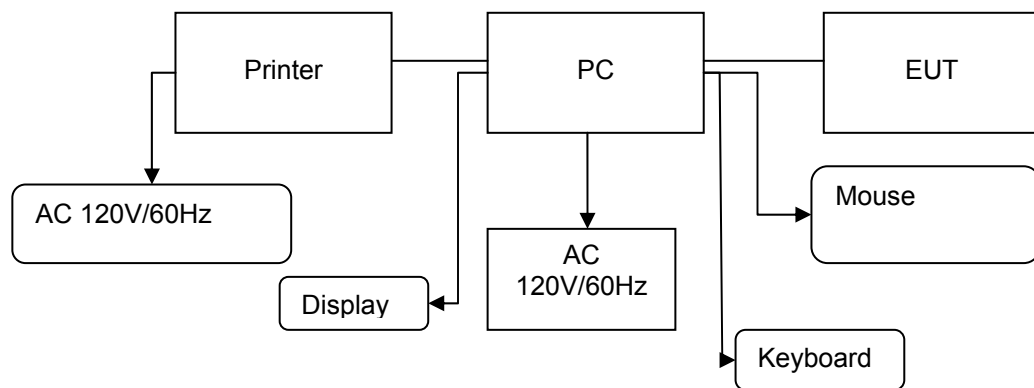 Printer
PC
EUT
AC 120V/60Hz
Mouse
AC
120V/60Hz
Display
Keyboard